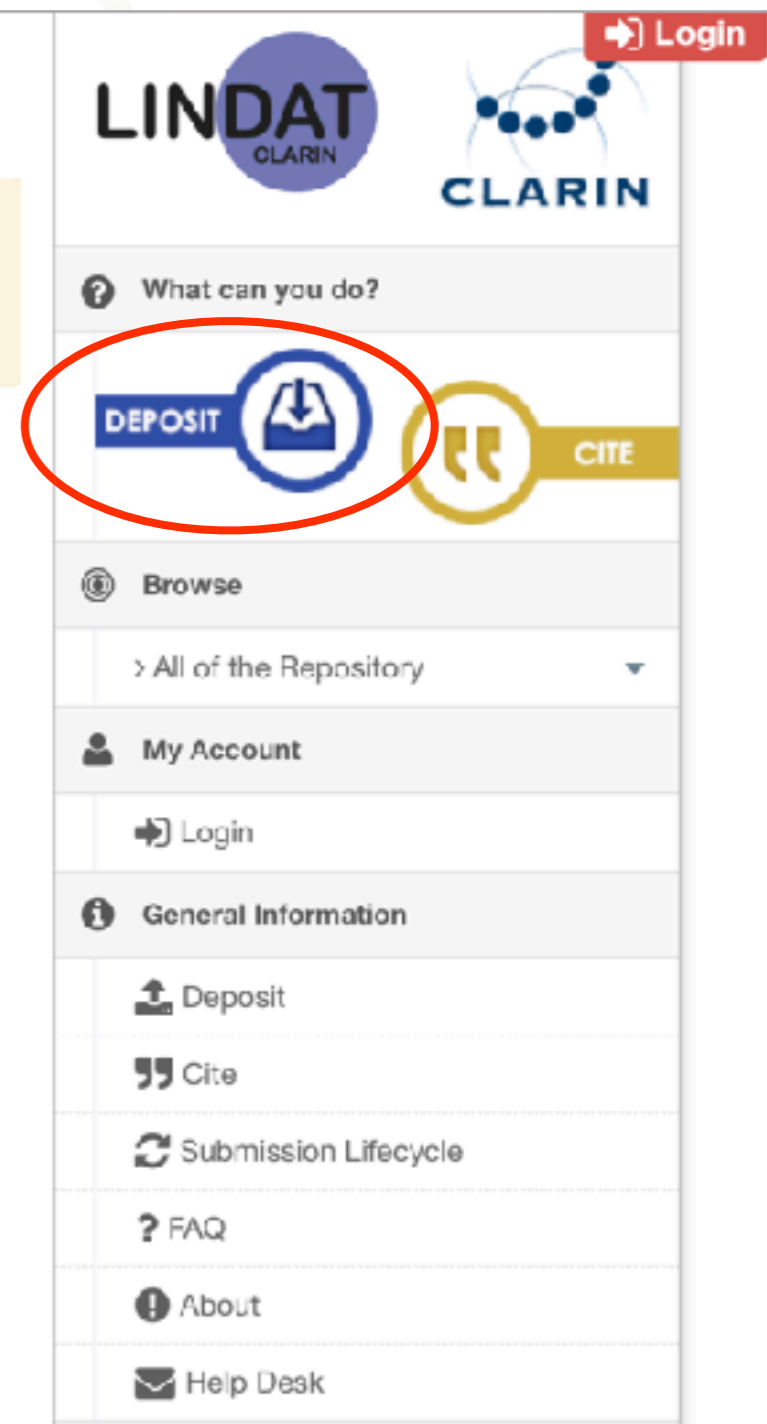 Login
LINDAT
CLARIN
CLARIN
What can you do?
DEPOSIT
CITE
Browse
> All of the Repository
My Account
Login
General Information
Deposit
Cite
Submission Lifecycle
? FAQ
About
Help Desk